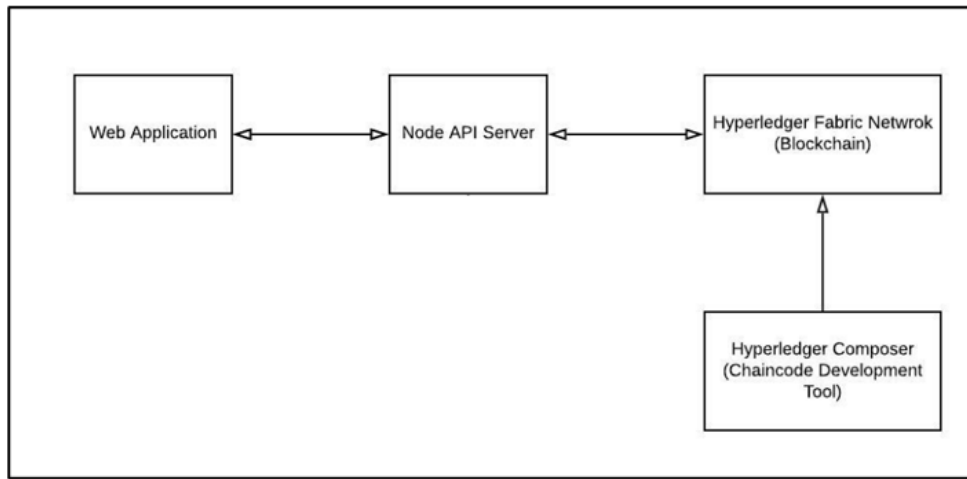 Web Application
Node API Server
Hyperledger Fabric Netwrok
(Blockchain)
Hyperledger Composer
(Chaincode Development
Tool)